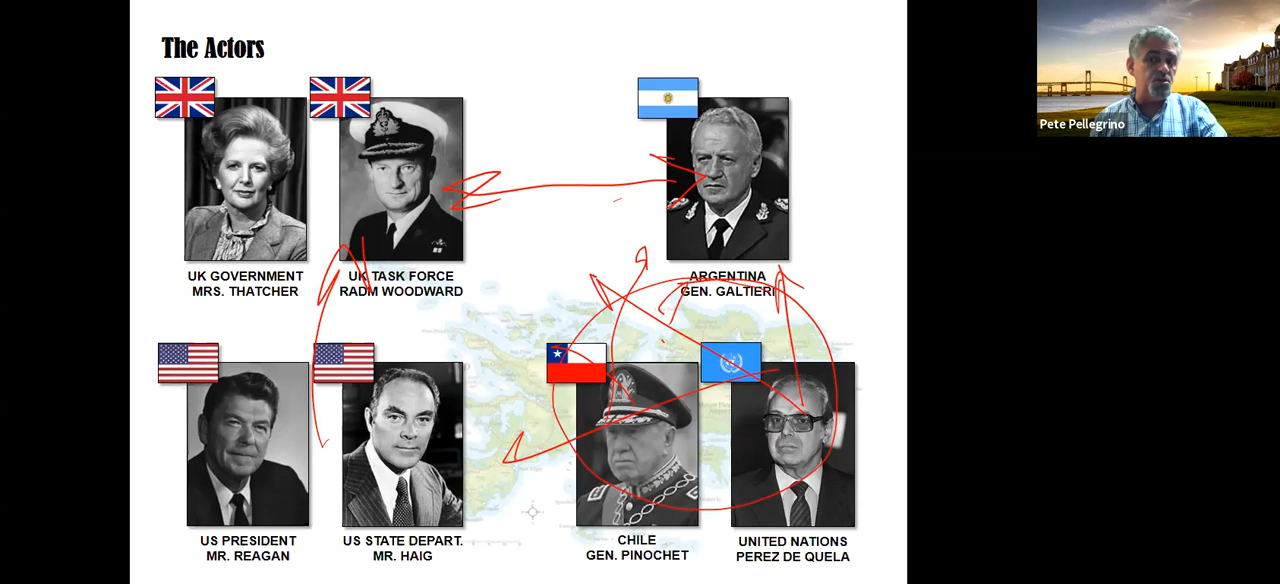 The Actors
Pete Pellegrino
UK GOVERNMENT
MRS. THATCHER
UK TASK FORCE
RADM WOODWARD
ARGENTINA
GEN. GALTIERI
US PRESIDENT
MR. REAGAN
US STATE DEPART.
MR. HAIG
CHILE
GEN. PINOCHET
UNITED NATIONS
PEREZ DE QUELA